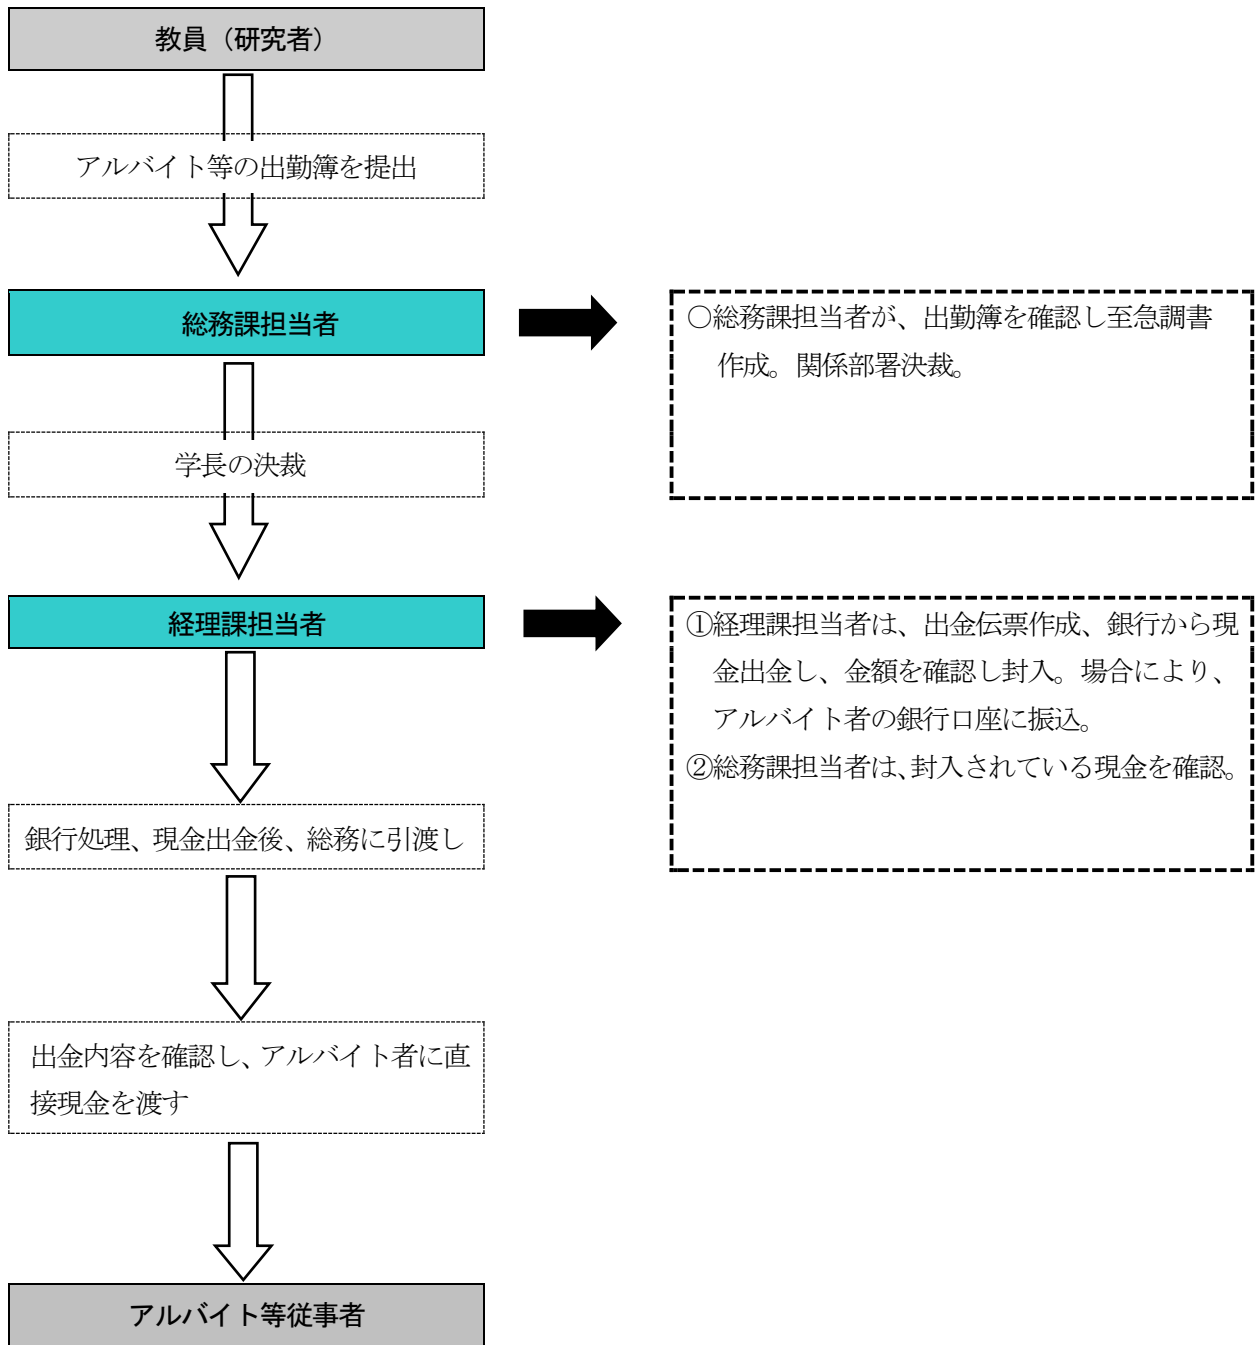 教員（研究者）
アルバイト等の出勤簿を提出
総務課担当者
〇総務課担当者が、出勤簿を確認し至急調書
作成。関係部署決裁。
学長の決裁
経理課担当者
①経理課担当者は、出金伝票作成、銀行から現
金出金し、金額を確認し封入。場合により、
アルバイト者の銀行口座に振込。
②総務課担当者は、封入されている現金を確認。
銀行処理、現金出金後、総務に引渡し
出金内容を確認し、アルバイト者に直
接現金を渡す
アルバイト等従事者